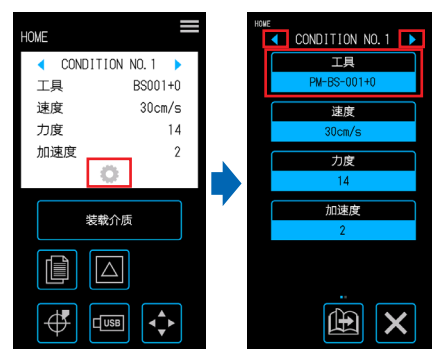 HOME
CONDITION NO. 1
工具 BS001+0
速度 30cm/s
力度 14
加速度 2
装载介质
USB
HOME
CONDITION NO. 1
工具
PM-BS-001+0
速度
30cm/s
力度
14
加速度
2